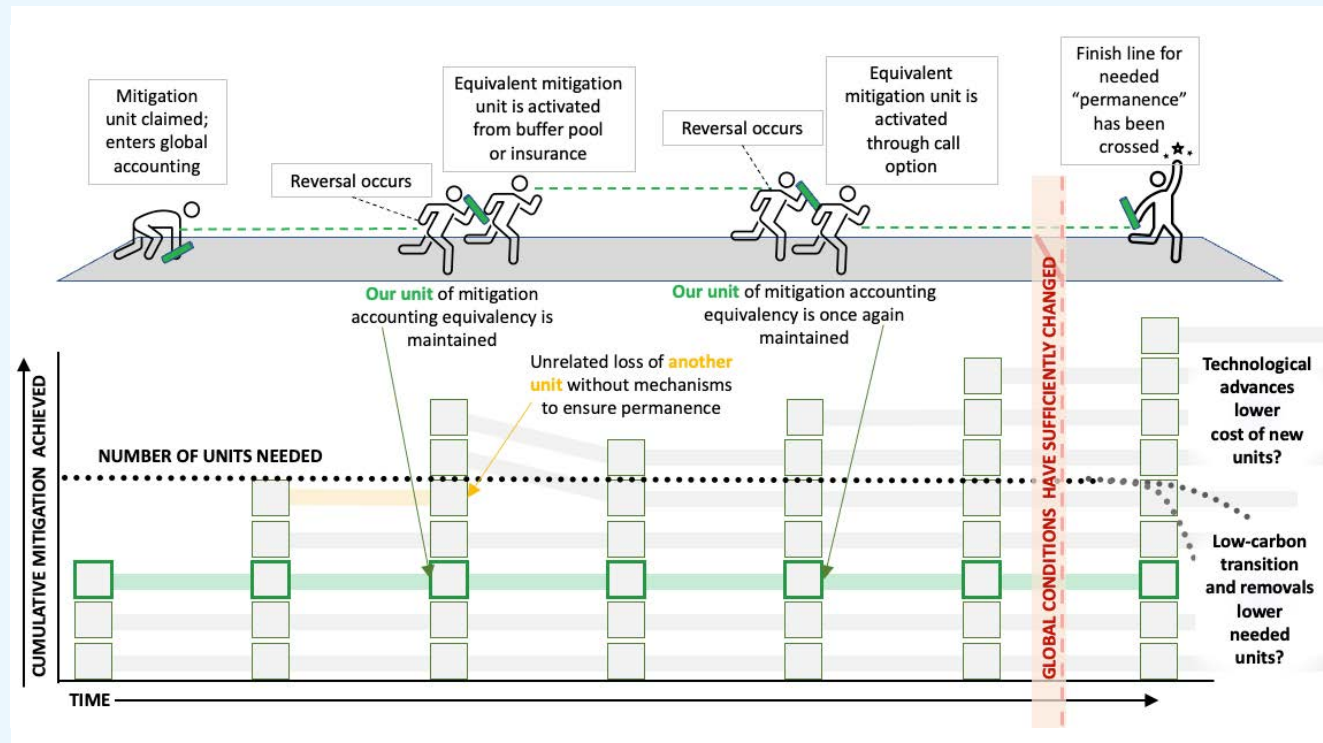 Mitigation
unit claimed;
enters global
accounting
Reversal occurs
Equivalent mitigation
unit is activated
from buffer pool
or insurance
Reversal occurs
Equivalent
mitigation unit is
activated
through call
option
Finish line for
needed
“permanence”
has been
crossed
Our unit of mitigation
accounting equivalency is
maintained
Our unit of mitigation accounting
equivalency is once again
maintained
Unrelated loss of another
unit without mechanisms
to ensure permanence
NUMBER OF UNITS NEEDED
CUMULATIVE MITIGATION ACHIEVED
GLOBAL CONDITIONS HAVE SUFFICIENTLY CHANGED
Technological
advances
lower
cost of new
units?
Low-carbon
transition
and removals
lower
needed
units?
TIME